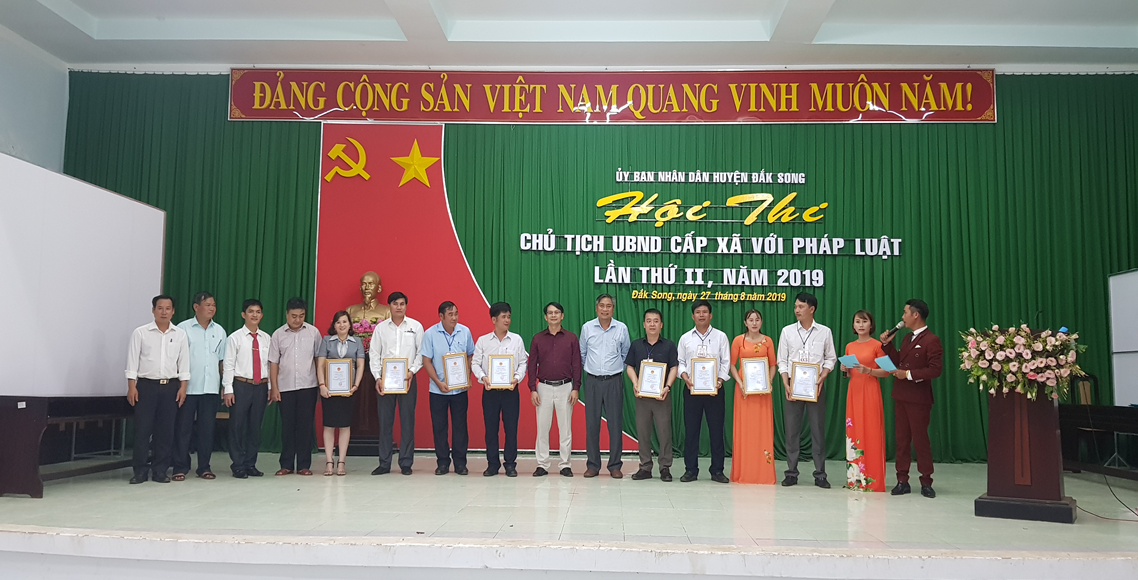 ĐẢNG CỘNG SẢN VIỆT NAM QUANG VINH MUÔN NĂM!
ỦY BAN NHÂN DÂN HUYỆN ĐẮK SONG
Hội Thi
CHỦ TỊCH UBND CẤP XÃ VỚI PHÁP LUẬT
LẦN THỨ II, NĂM 2019
Đắk Song, ngày 27 tháng 8 năm 2019